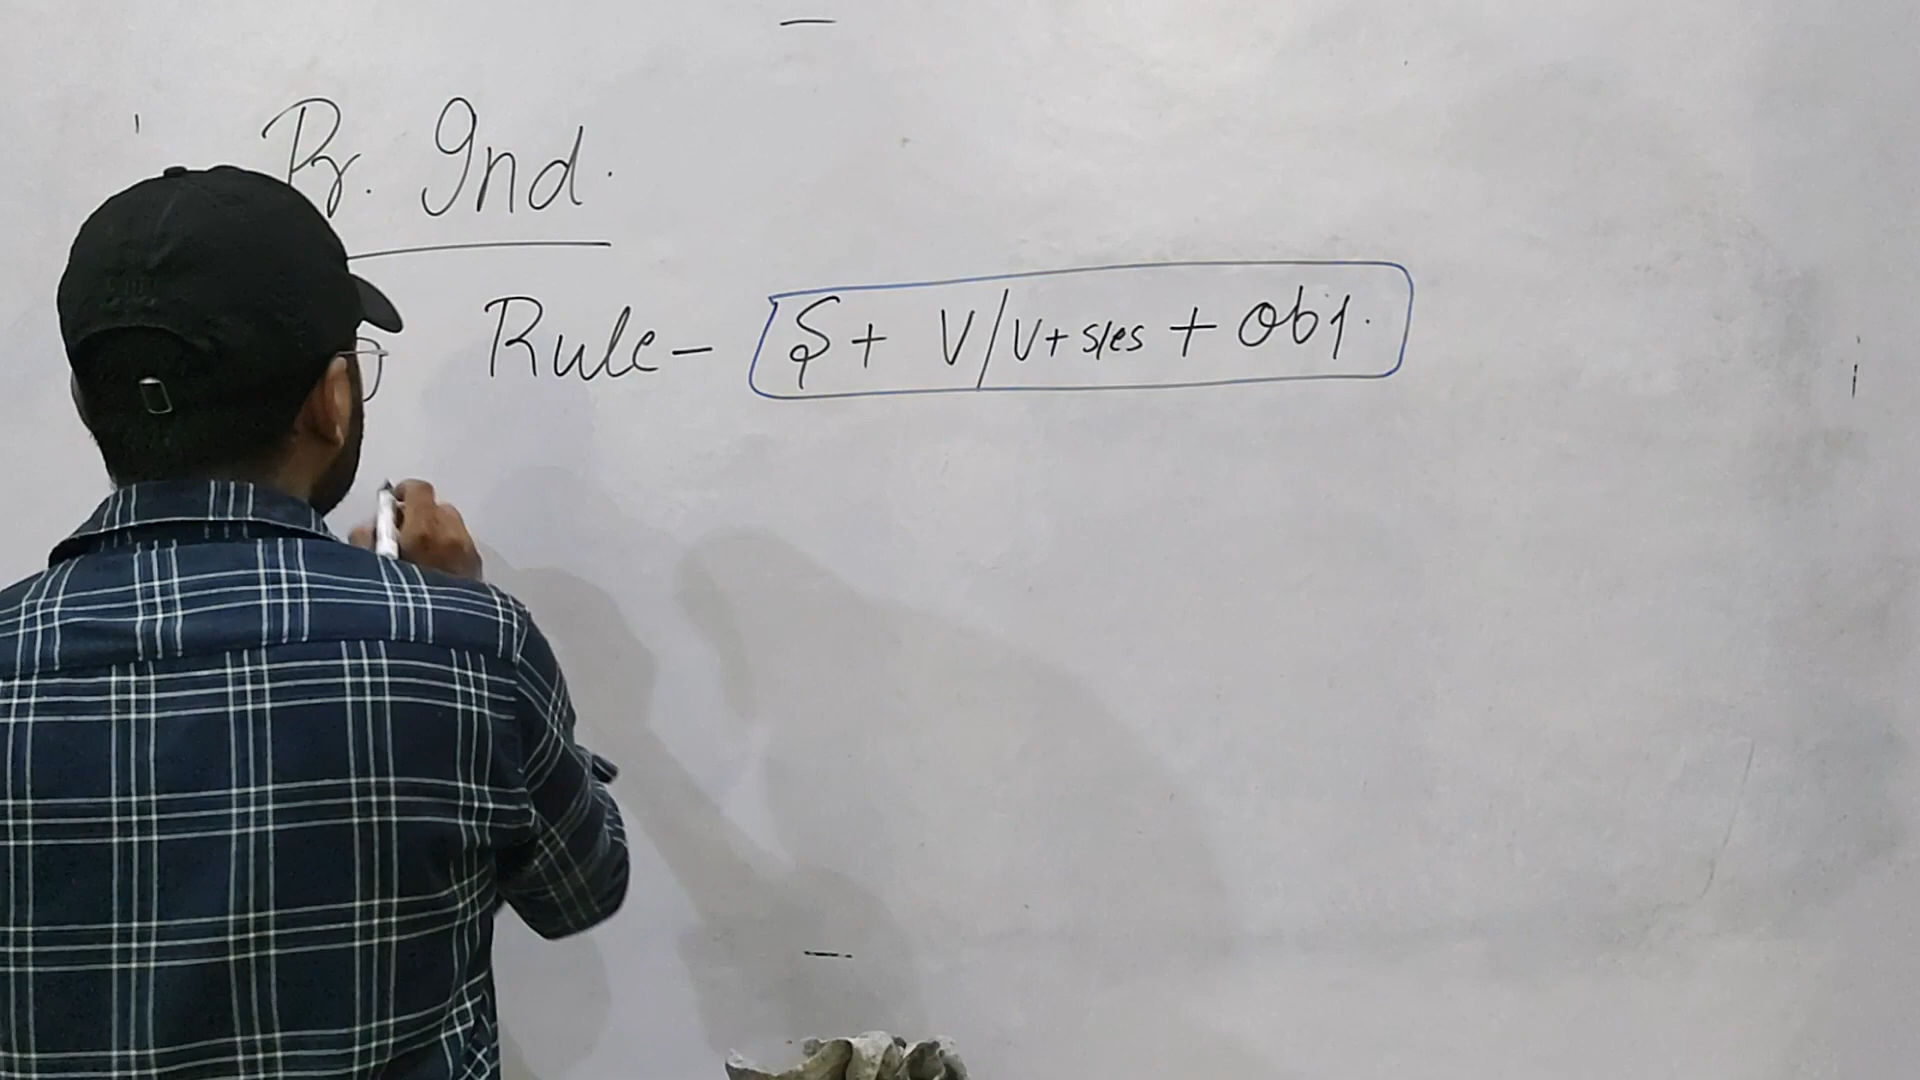 Pr. Ind.
Rule - S + V/V+s/es + Obj.